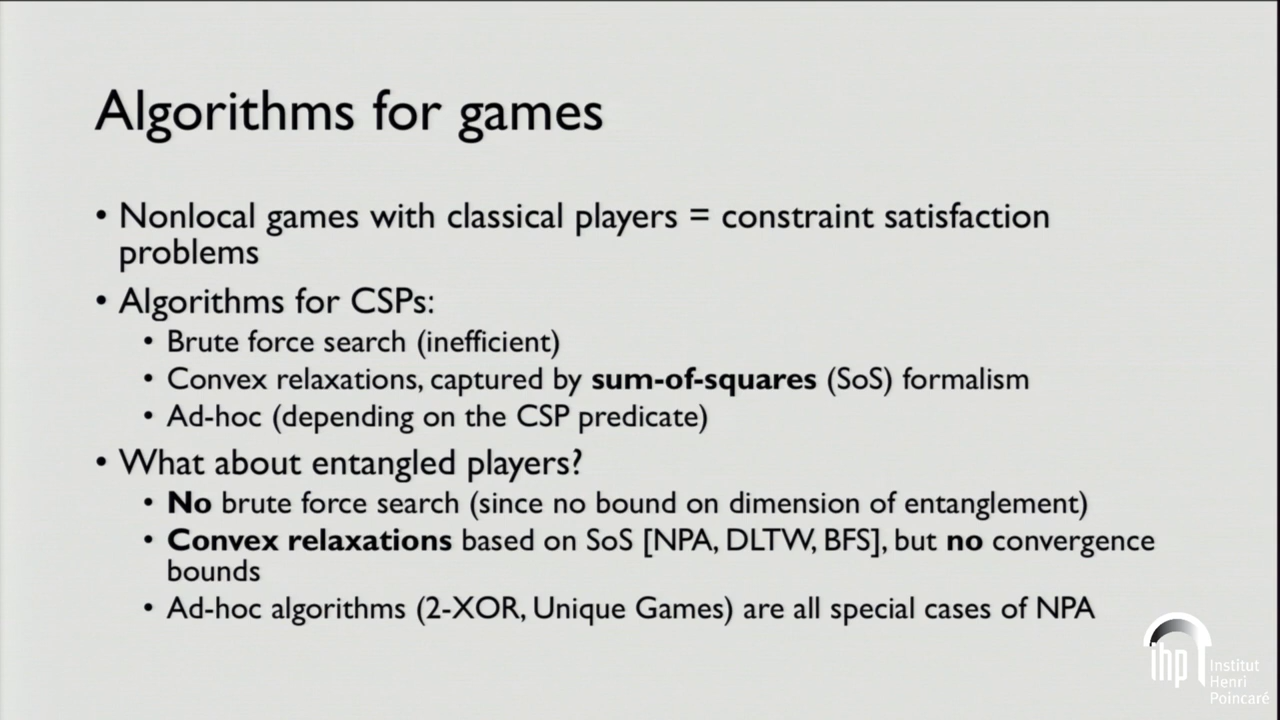 Algorithms for games
• Nonlocal games with classical players = constraint satisfaction
problems
• Algorithms for CSPs:
• Brute force search (inefficient)
• Convex relaxations, captured by sum-of-squares (SoS) formalism
• Ad-hoc (depending on the CSP predicate)
• What about entangled players?
• No brute force search (since no bound on dimension of entanglement)
• Convex relaxations based on SoS [NPA, DLTW, BFS], but no convergence
bounds
• Ad-hoc algorithms (2-XOR, Unique Games) are all special cases of NPA
ihp
Institut
Henri
Poincaré